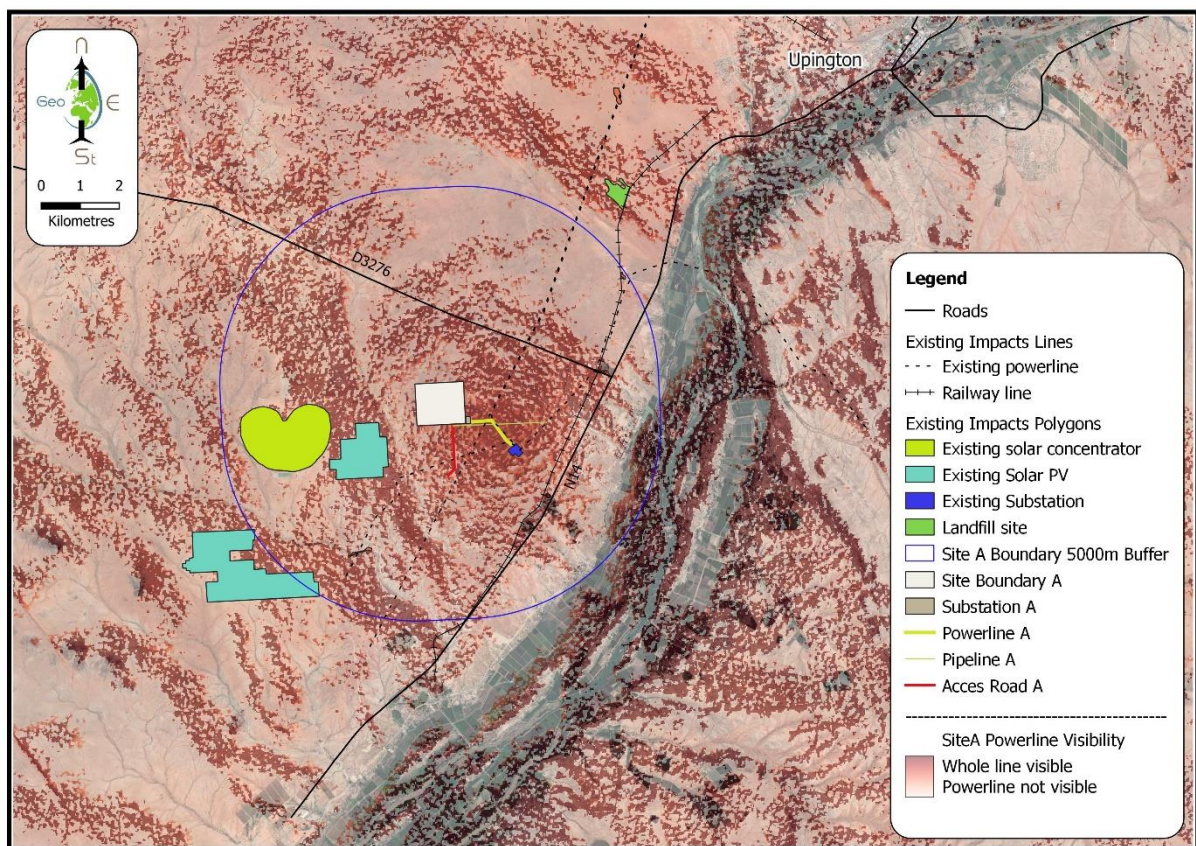 Upington
n
Geo
E
St
0 1 2
Kilometres
D3276
N14
Legend
Roads
Existing Impacts Lines
Existing powerline
Railway line
Existing Impacts Polygons
Existing solar concentrator
Existing Solar PV
Existing Substation
Landfill site
Site A Boundary 5000m Buffer
Site Boundary A
Substation A
Powerline A
Pipeline A
Acces Road A
SiteA Powerline Visibility
Whole line visible
Powerline not visible